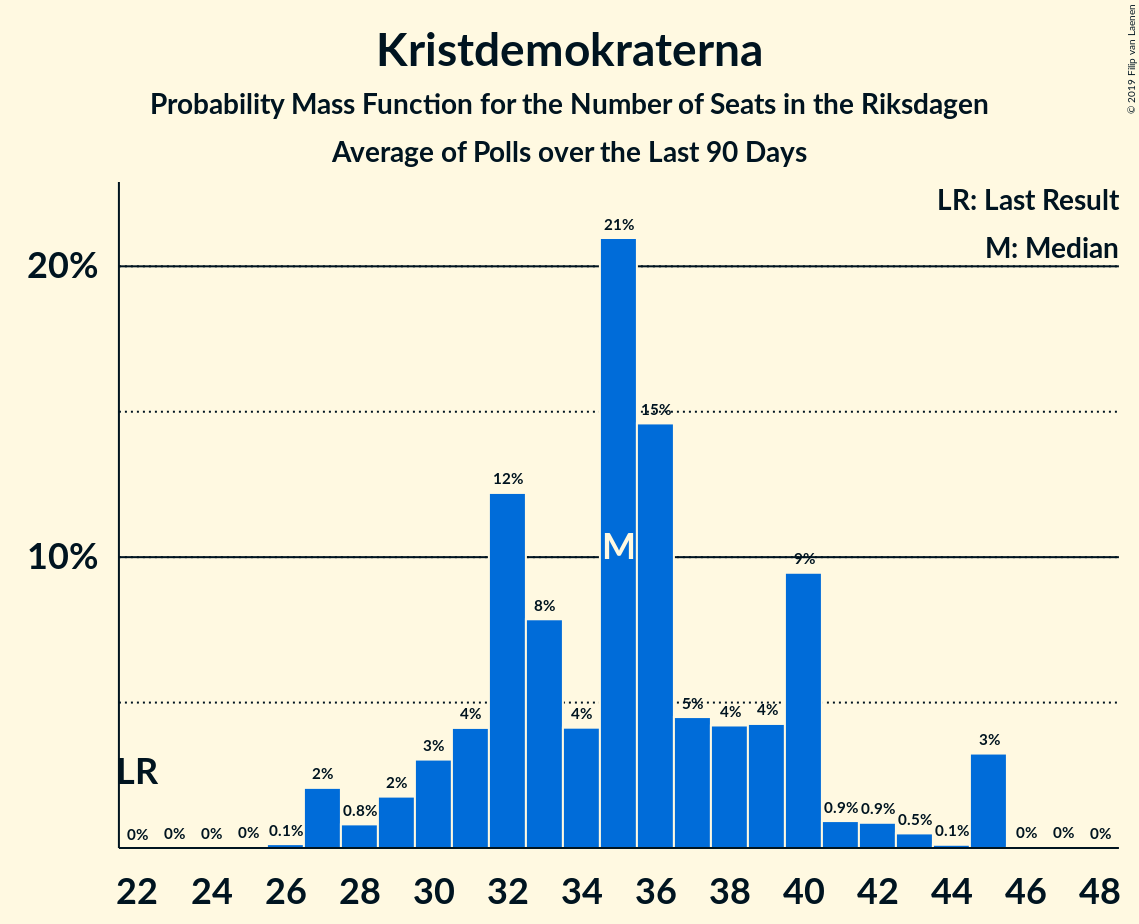 Kristdemokraterna
Probability Mass Function for the Number of Seats in the Riksdagen
Average of Polls over the Last 90 Days
© 2019 Filip van Laenen
LR: Last Result
M: Median
20%
10%
LR
M
0% 0% 0% 0% 0.1% 2% 0.8% 2% 3% 4% 12% 8% 4% 21% 15% 5% 4% 4% 9% 0.9% 0.9% 0.5% 0.1% 3% 0% 0% 0%
22 24 26 28 30 32 34 36 38 40 42 44 46 48